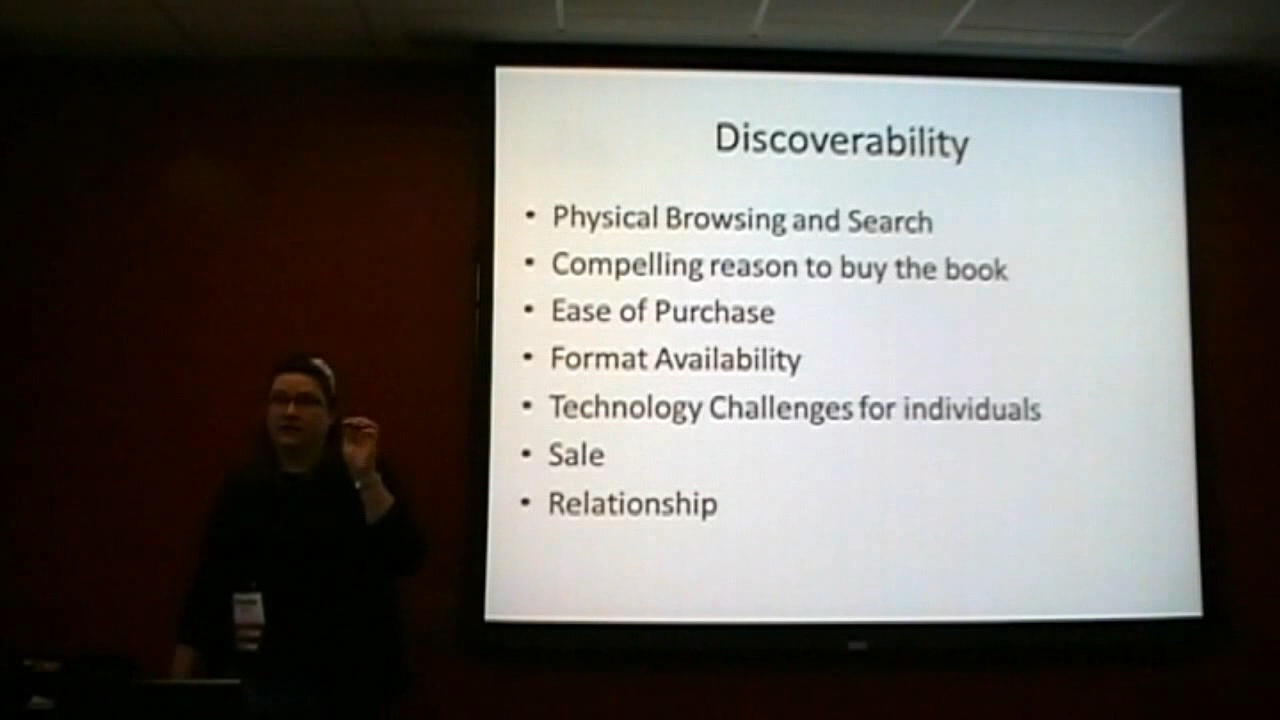 Discoverability
• Physical Browsing and Search
• Compelling reason to buy the book
• Ease of Purchase
• Format Availability
• Technology Challenges for individuals
• Sale
• Relationship